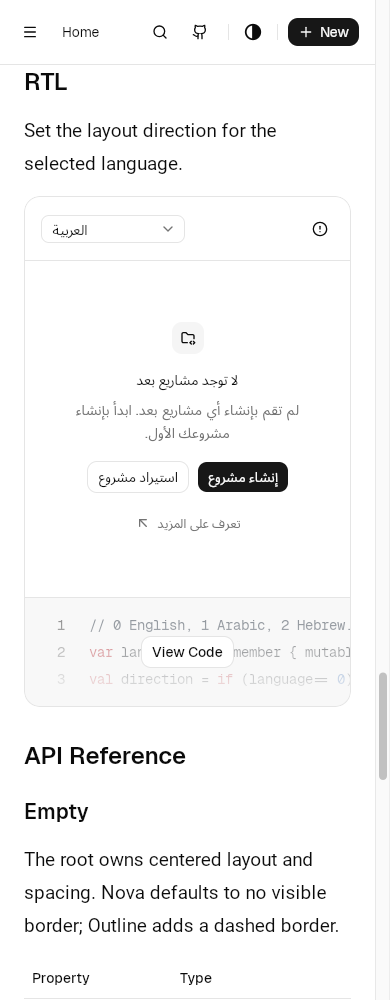 Home
New
RTL
Set the layout direction for the
selected language.
العربية
لا توجد مشاريع بعد
لم تقم بإنشاء أي مشاريع بعد. ابدأ بإنشاء
مشروعك الأول.
إنشاء مشروع
استيراد مشروع
تعرف على المزيد
1 // 0 English, 1 Arabic, 2 Hebrew.
2 var lan member { mutabl
View Code
3 val direction = if (language== 0)
API Reference
Empty
The root owns centered layout and
spacing. Nova defaults to no visible
border; Outline adds a dashed border.
Property Type